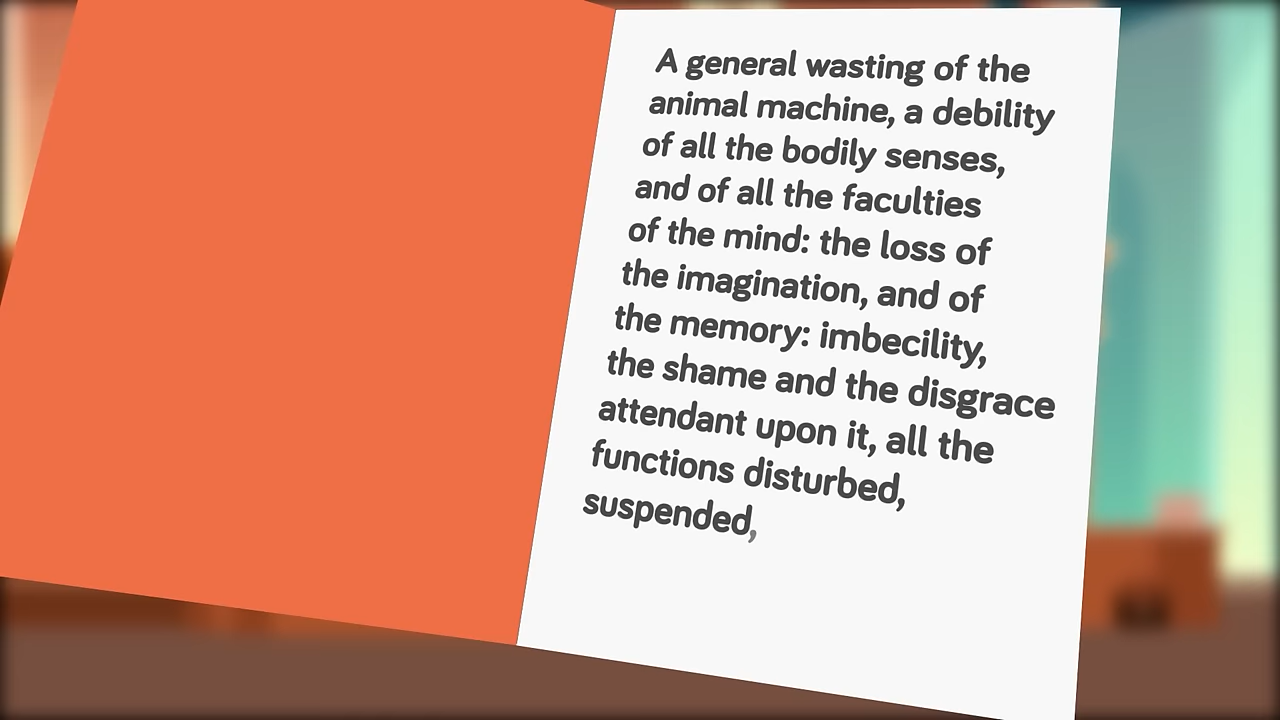 A general wasting of the
animal machine, a debility
of all the bodily senses,
and of all the faculties
of the mind: the loss of
the imagination, and of
the memory: imbecility,
the shame and the disgrace
attendant upon it, all the
functions disturbed,
suspended,